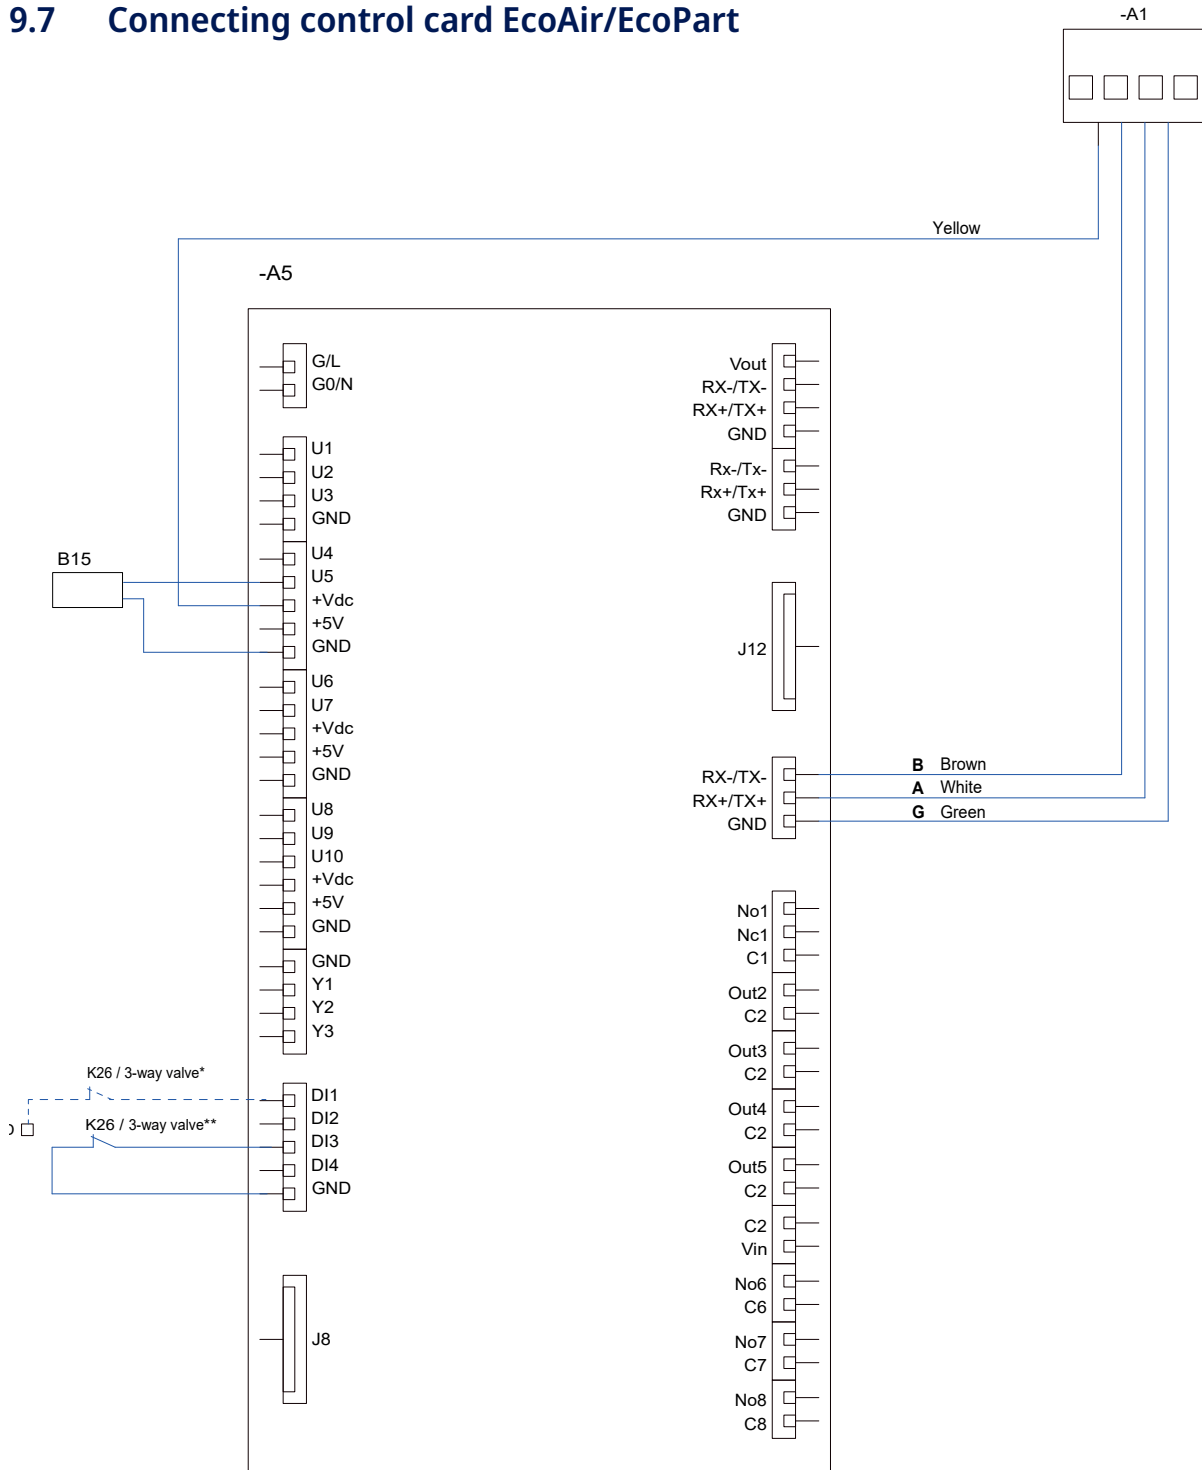 9.7 Connecting control card EcoAir/EcoPart
-A1
Yellow
-A5
G/L
G0/N
U1
U2
U3
GND
B15
U4
U5
+Vdc
+5V
GND
U6
U7
+Vdc
+5V
GND
U8
U9
U10
+Vdc
+5V
GND
GND
Y1
Y2
Y3
K26 / 3-way valve*
K26 / 3-way valve**
DI1
DI2
DI3
DI4
GND
J8
Vout
RX-/TX-
RX+/TX+
GND
Rx-/Tx-
Rx+/Tx+
GND
J12
RX-/TX-
RX+/TX+
GND
B Brown
A White
G Green
No1
Nc1
C1
Out2
C2
Out3
C2
Out4
C2
Out5
C2
C2
Vin
No6
C6
No7
C7
No8
C8